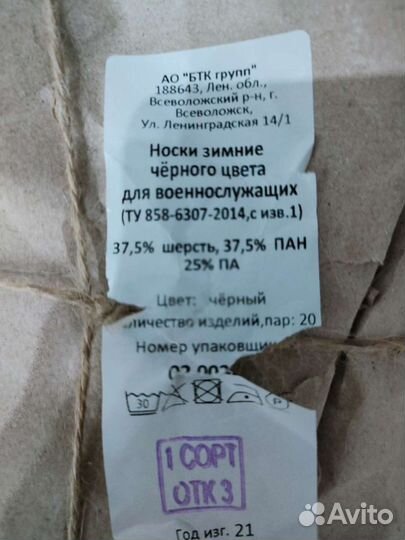 АО "БТК групп"
188643, Лен. обл.,
Всеволожский р-н, г.
Всеволожск,
Ул. Ленинградская 14/1
Носки зимние
чёрного цвета
для военнослужащих
(ТУ 858-6307-2014,с изв.1)
37,5% шерсть, 37,5% ПАН
25% ПА
Цвет: чёрный
личество изделий,пар: 20
Номер упаковщи
30
P
1 СОРТ
ОТК 3
Год изг. 21
Avito